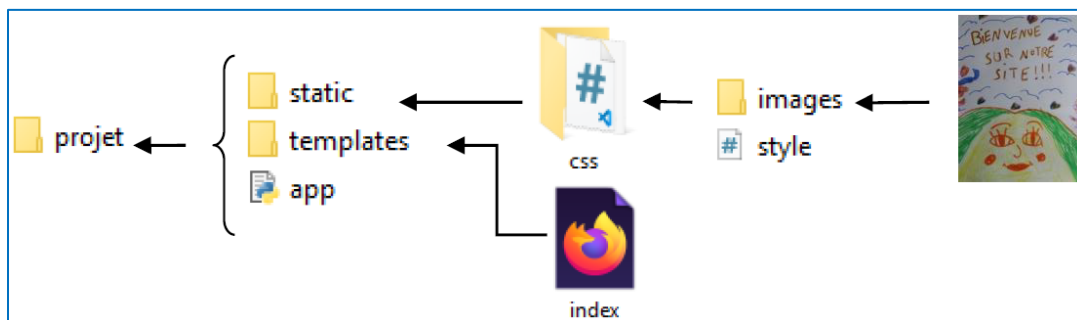 projet
static
templates
app
css
index
images
style
BIENVENUE
SUR NOTRE
SITE!!!